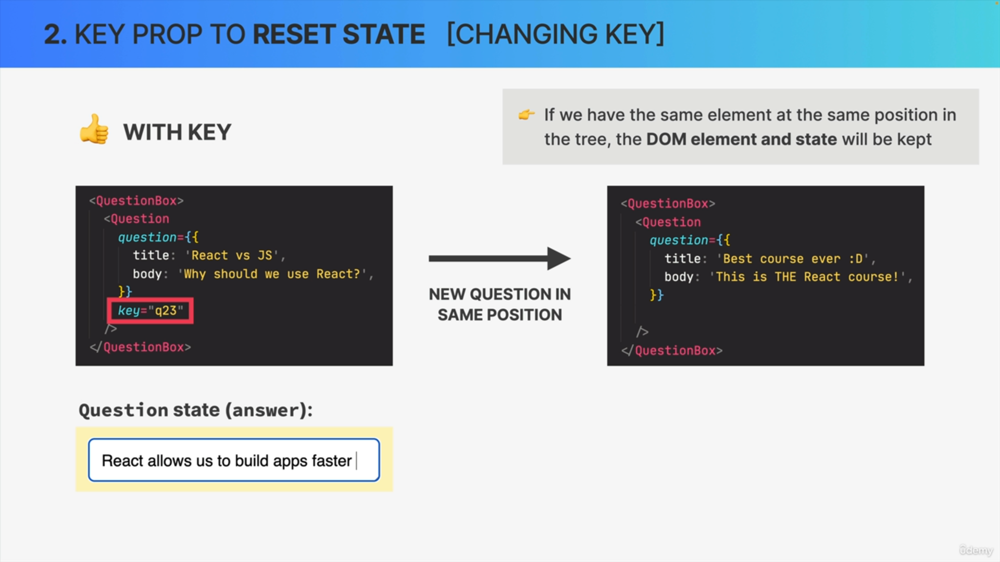 2. KEY PROP TO RESET STATE [CHANGING KEY]
WITH KEY
If we have the same element at the same position in
the tree, the DOM element and state will be kept
<QuestionBox>
<Question
question={{
title: 'React vs JS',
body: 'Why should we use React?',
}}
key="q23"
/>
</QuestionBox>
NEW QUESTION IN
SAME POSITION
<QuestionBox>
<Question
question={{
title: 'Best course ever :D',
body: 'This is THE React course!',
}}
/>
</QuestionBox>
Question state (answer):
React allows us to build apps faster
ûdemy